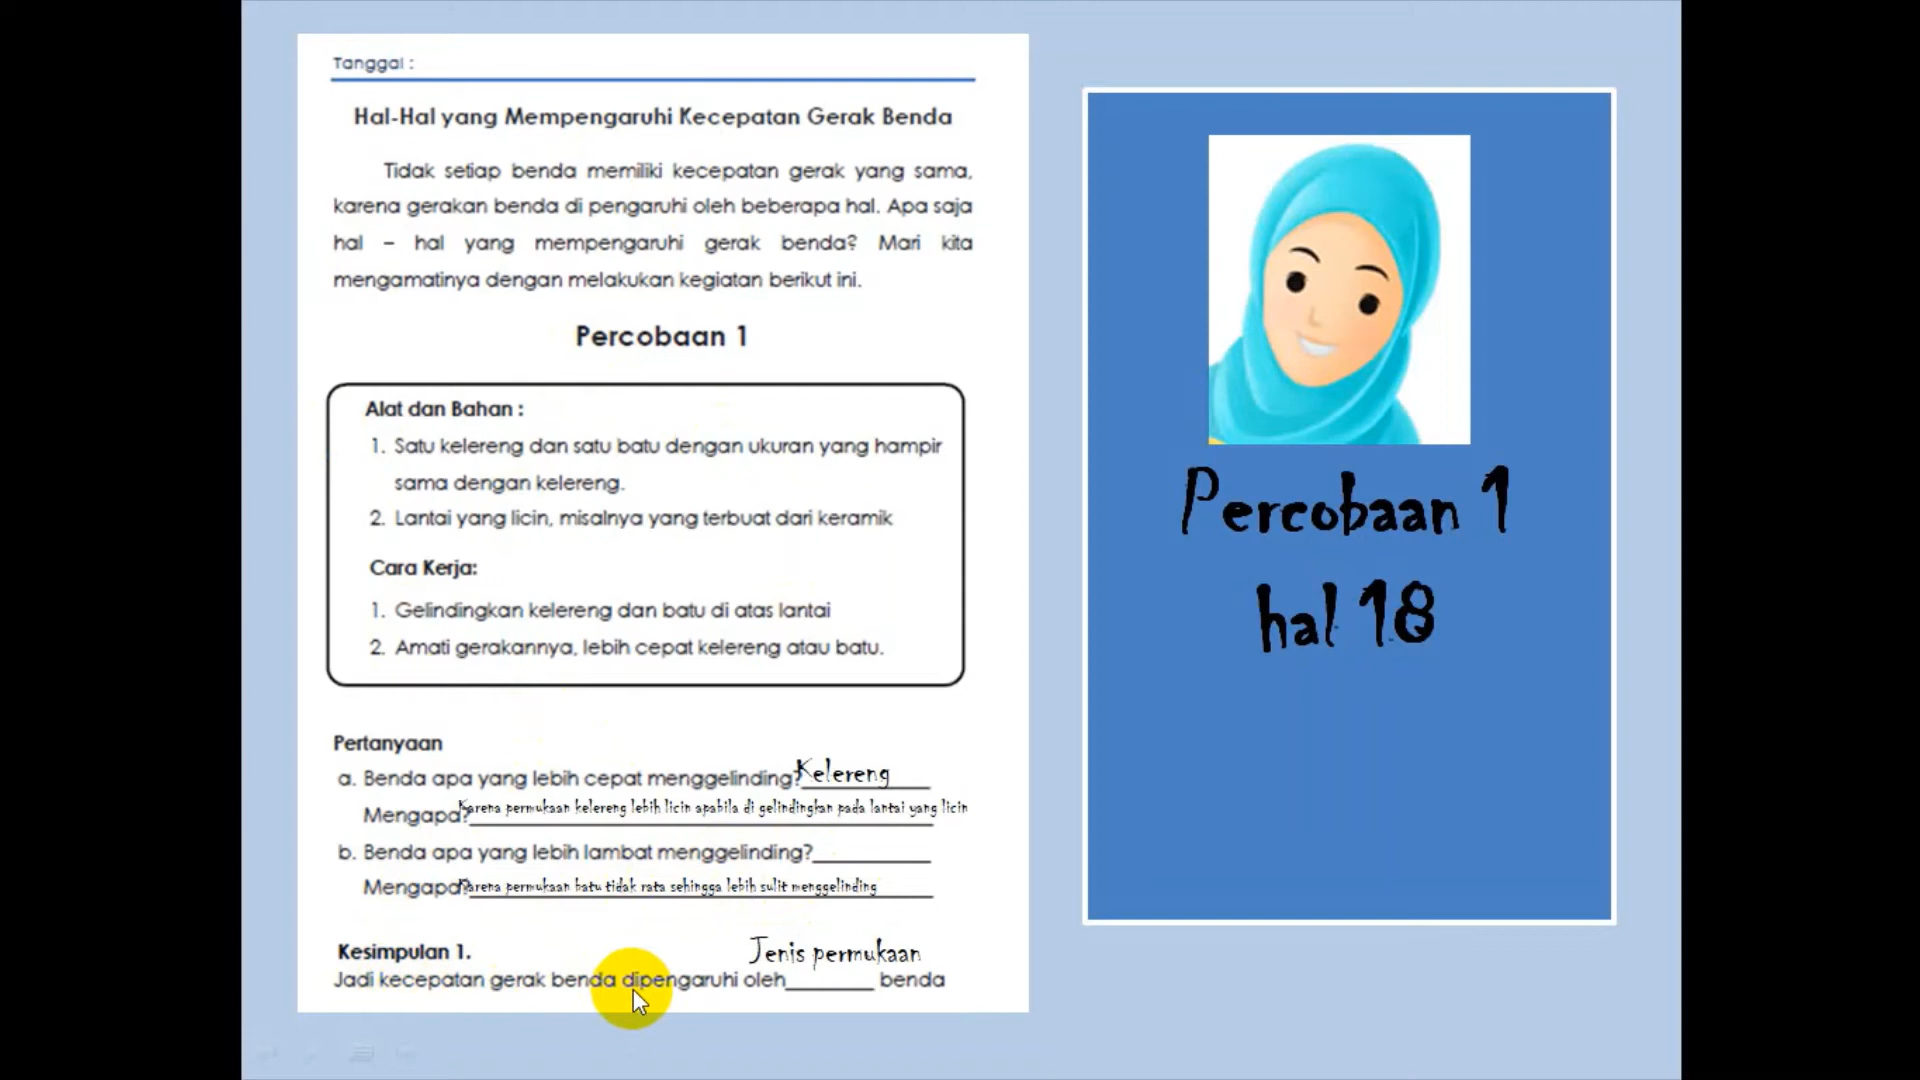 Tanggal :
Hal-Hal yang Mempengaruhi Kecepatan Gerak Benda
Tidak setiap benda memiliki kecepatan gerak yang sama,
karena gerakan benda di pengaruhi oleh beberapa hal. Apa saja
hal – hal yang mempengaruhi gerak benda? Mari kita
mengamatinya dengan melakukan kegiatan berikut ini.
Percobaan 1
Alat dan Bahan :
1. Satu kelereng dan satu batu dengan ukuran yang hampir
sama dengan kelereng.
2. Lantai yang licin, misalnya yang terbuat dari keramik
Cara Kerja:
1. Gelindingkan kelereng dan batu di atas lantai
2. Amati gerakannya, lebih cepat kelereng atau batu.
Pertanyaan
a. Benda apa yang lebih cepat menggelinding? Kelereng
Mengapa? Karena permukaan kelereng lebih licin apabila di gelindingkan pada lantai yang licin
b. Benda apa yang lebih lambat menggelinding?
Mengapa? Karena permukaan batu tidak rata sehingga lebih sulit menggelinding
Kesimpulan 1.
Jenis permukaan
Jadi kecepatan gerak benda dipengaruhi oleh________ benda
Percobaan 1
hal 18